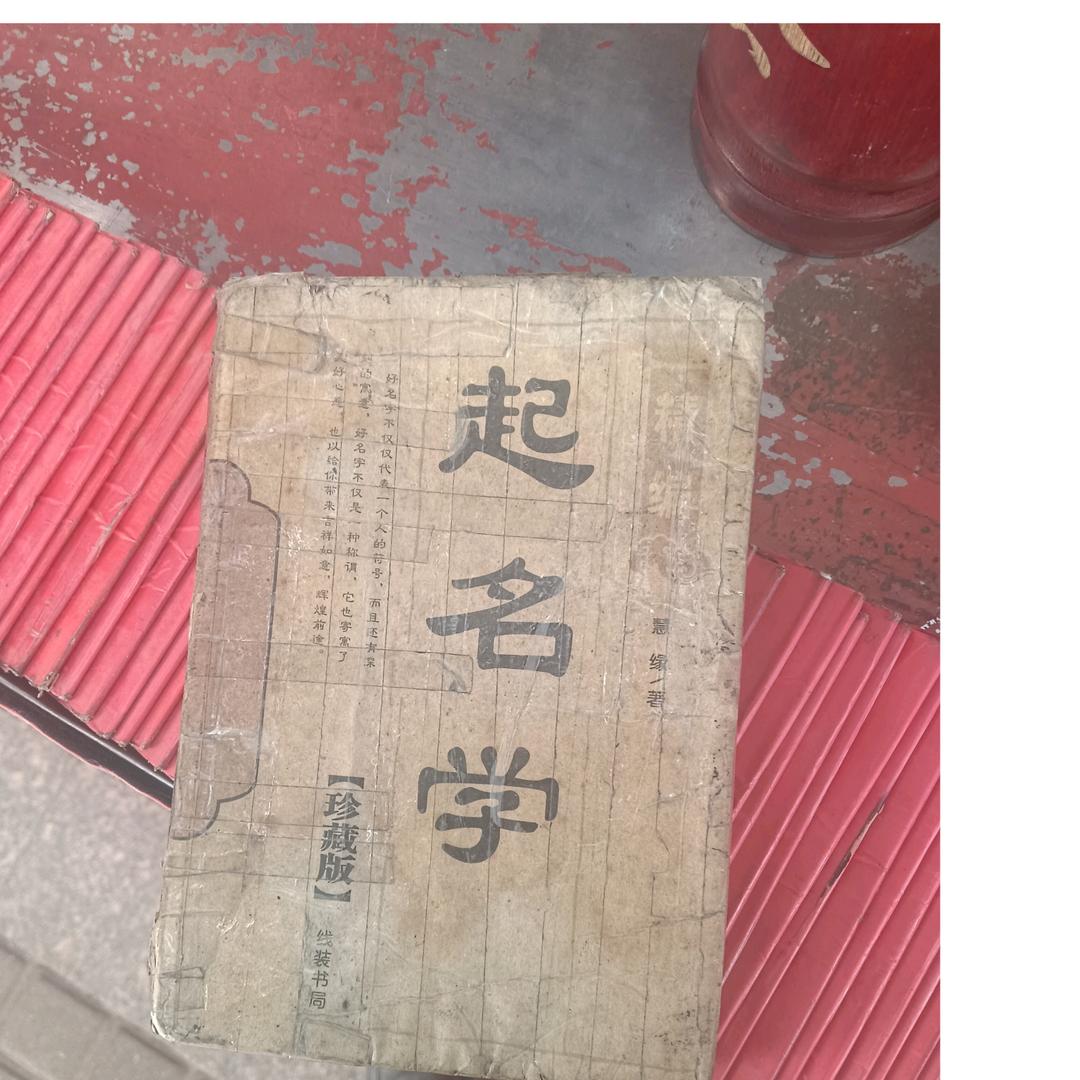 起名学
慧缘 著
好名字不仅仅代表一个人的符号，而且还有深
的寓意，好名字不仅是一种称谓，它也寄寓了
好心意，也以给你带来吉祥如意，辉煌前途。
【珍藏版】
线装书局